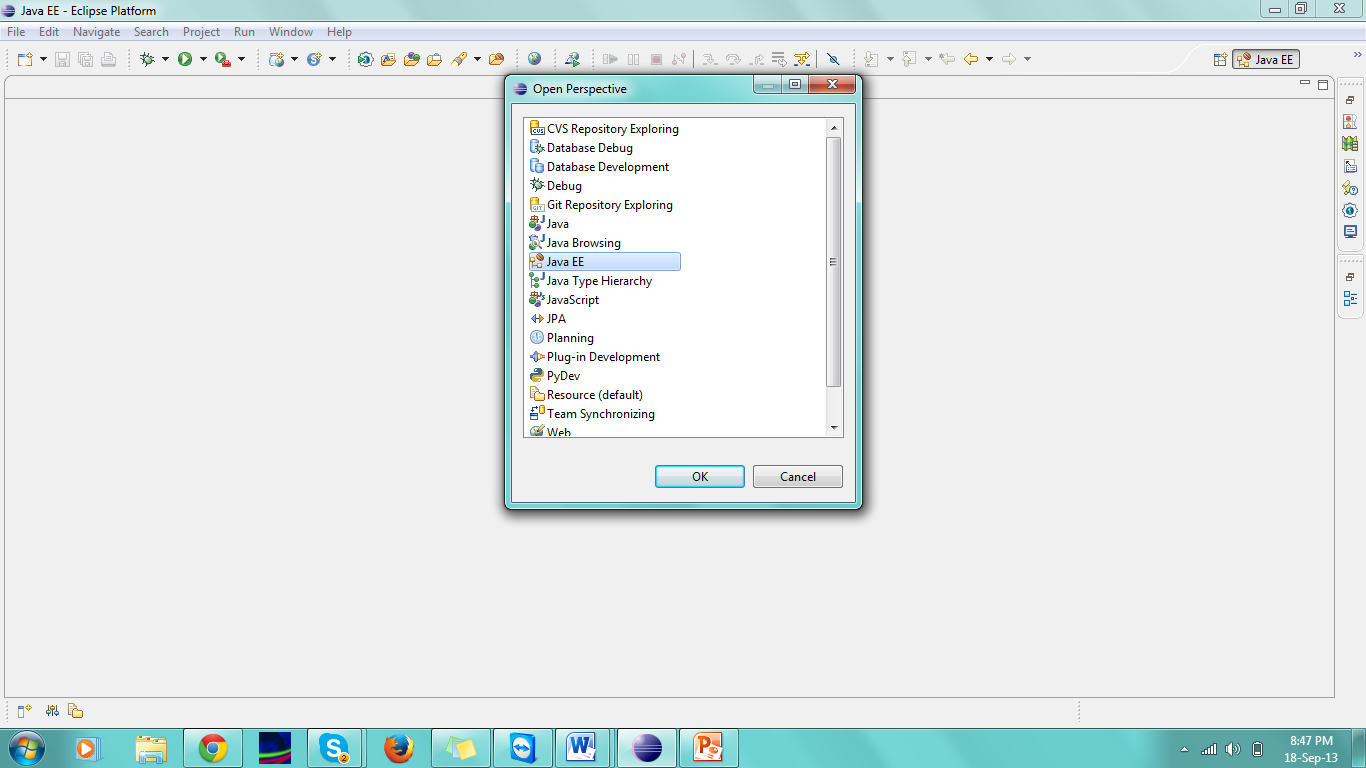 Java EE - Eclipse Platform
File Edit Navigate Search Project Run Window Help
Java EE
Open Perspective
CVS Repository Exploring
Database Debug
Database Development
Debug
Git Repository Exploring
Java
Java Browsing
Java EE
Java Type Hierarchy
JavaScript
JPA
Planning
Plug-in Development
PyDev
Resource (default)
Team Synchronizing
Web
OK Cancel
2
8:47 PM
18-Sep-13